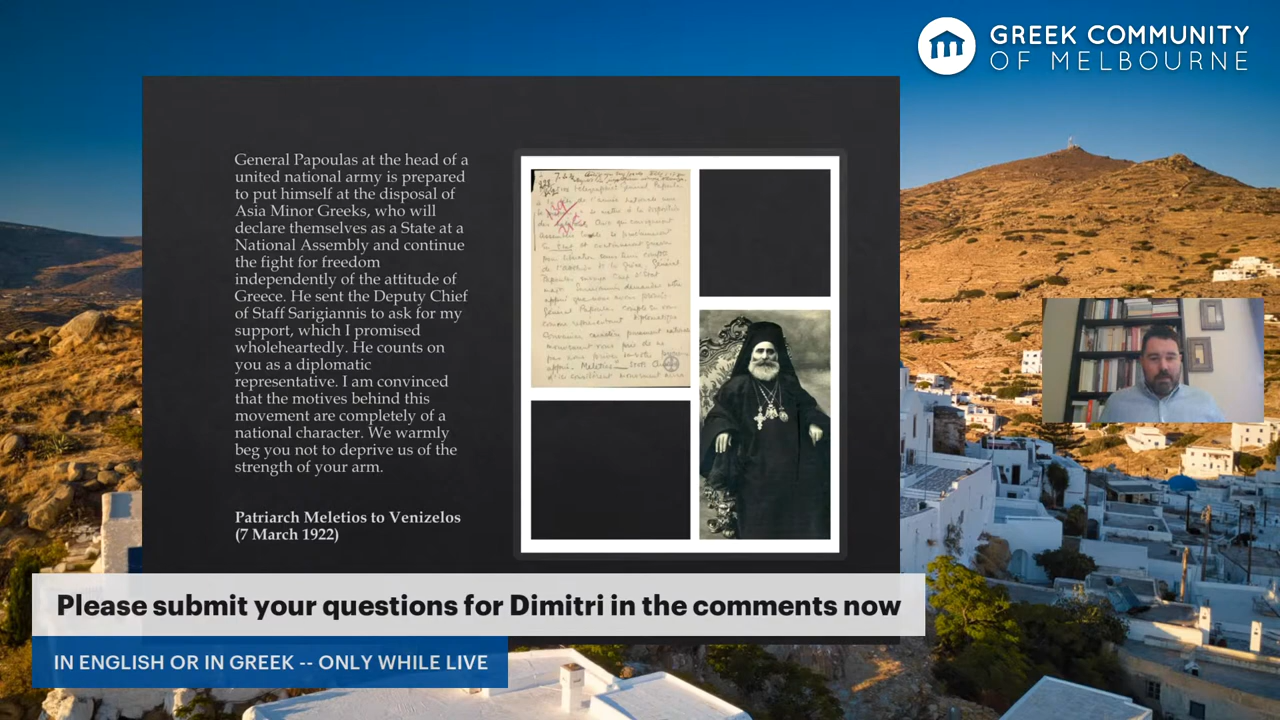 GREEK COMMUNITY
OF MELBOURNE
General Papoulas at the head of a
united national army is prepared
to put himself at the disposal of
Asia Minor Greeks, who will
declare themselves as a State at a
National Assembly and continue
the fight for freedom
independently of the attitude of
Greece. He sent the Deputy Chief
of Staff Sarigiannis to ask for my
support, which I promised
wholeheartedly. He counts on
you as a diplomatic
representative. I am convinced
that the motives behind this
movement are completely of a
national character. We warmly
beg you not to deprive us of the
strength of your arm.
Patriarch Meletios to Venizelos
(7 March 1922)
Please submit your questions for Dimitri in the comments now
IN ENGLISH OR IN GREEK -- ONLY WHILE LIVE